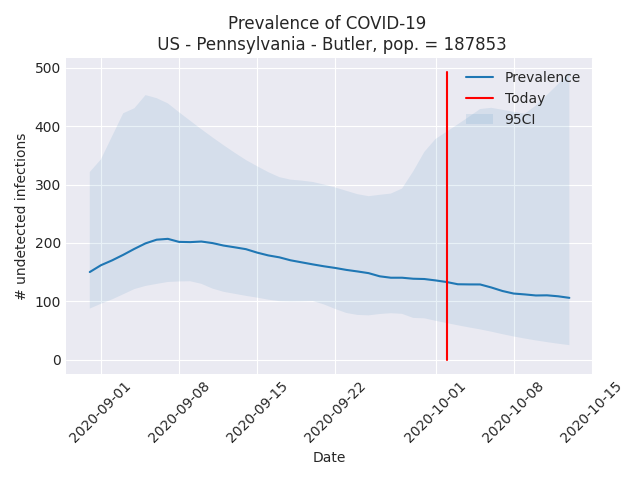 Prevalence of COVID-19
US - Pennsylvania - Butler, pop. = 187853
500
400
300
200
100
0
# undetected infections
Prevalence
Today
95CI
2020-09-01
2020-09-08
2020-09-15
2020-09-22
2020-10-01
2020-10-08
2020-10-15
Date